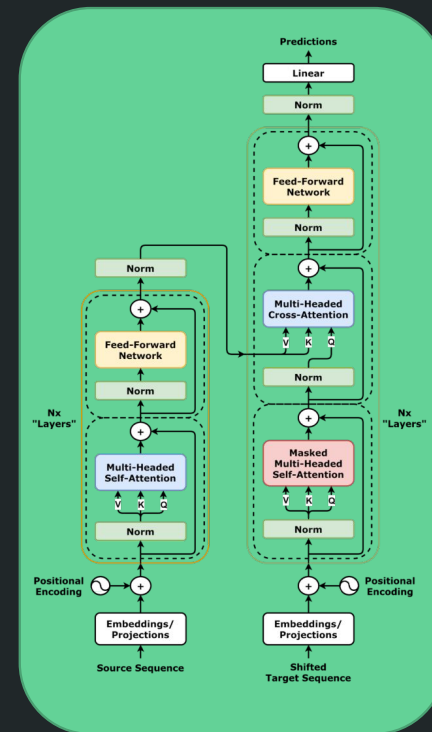 Predictions
Linear
Norm
Feed-Forward
Network
Norm
Multi-Headed
Cross-Attention
V K Q
Norm
Masked
Multi-Headed
Self-Attention
V K Q
Norm
Nx
"Layers"
Positional
Encoding
Embeddings/
Projections
Shifted
Target Sequence
Norm
Feed-Forward
Network
Norm
Multi-Headed
Self-Attention
V K Q
Norm
Nx
"Layers"
Positional
Encoding
Embeddings/
Projections
Source Sequence